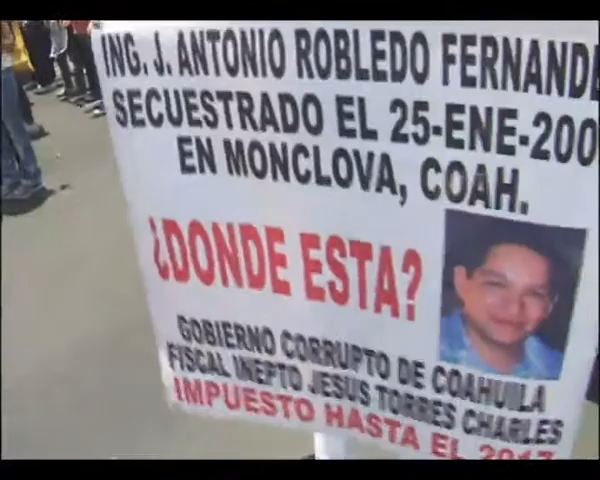 ING. J. ANTONIO ROBLEDO FERNANDE
SECUESTRADO EL 25-ENE-200
EN MONCLOVA, COAH.
¿DONDE ESTA?
GOBIERNO CORRUPTO DE COAHUILA
FISCAL INEPTO JESUS TORRES CHARLES
IMPUESTO HASTA EL 2017